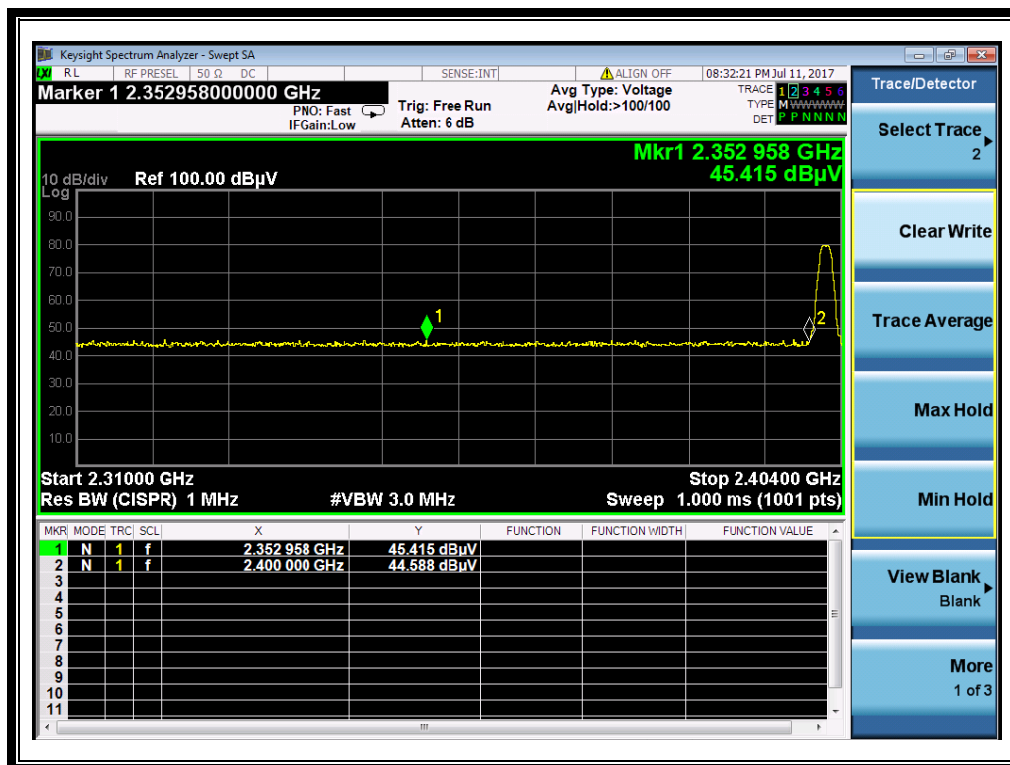 Keysight Spectrum Analyzer - Swept SA
LXI RL RF PRESEL 50 Ω DC SENSE:INT ALIGN OFF 08:32:21 PM Jul 11, 2017
Marker 1 2.352958000000 GHz
PNO: Fast
IFGain:Low
Trig: Free Run
Atten: 6 dB
Avg Type: Voltage
Avg|Hold:>100/100
TRACE 1 2 3 4 5 6
TYPE M WWWWW
DET P P N N N N
Mkr1 2.352 958 GHz
45.415 dBµV
10 dB/div Ref 100.00 dBµV
Log
90.0
80.0
70.0
60.0
50.0
40.0
30.0
20.0
10.0
1
2
Start 2.31000 GHz Stop 2.40400 GHz
Res BW (CISPR) 1 MHz #VBW 3.0 MHz Sweep 1.000 ms (1001 pts)
MKR MODE TRC SCL X Y FUNCTION FUNCTION WIDTH FUNCTION VALUE
1 N 1 f 2.352 958 GHz 45.415 dBµV
2 N 1 f 2.400 000 GHz 44.588 dBµV
3
4
5
6
7
8
9
10
11
Trace/Detector
Select Trace
2
Clear Write
Trace Average
Max Hold
Min Hold
View Blank
Blank
More
1 of 3